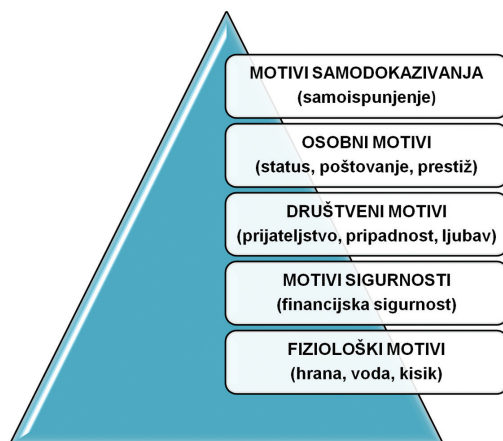 MOTIVI SAMODOKAZIVANJA
(samoispunjenje)
OSOBNI MOTIVI
(status, poštovanje, prestiž)
DRUŠTVENI MOTIVI
(prijateljstvo, pripadnost, ljubav)
MOTIVI SIGURNOSTI
(financijska sigurnost)
FIZIOLOŠKI MOTIVI
(hrana, voda, kisik)